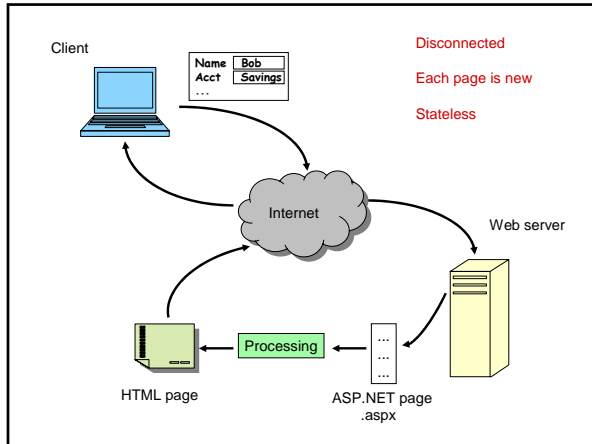 Client
Name Bob
Acct Savings
...
Disconnected
Each page is new
Stateless
Internet
Web server
Processing
...
...
...
HTML page
ASP.NET page
.aspx